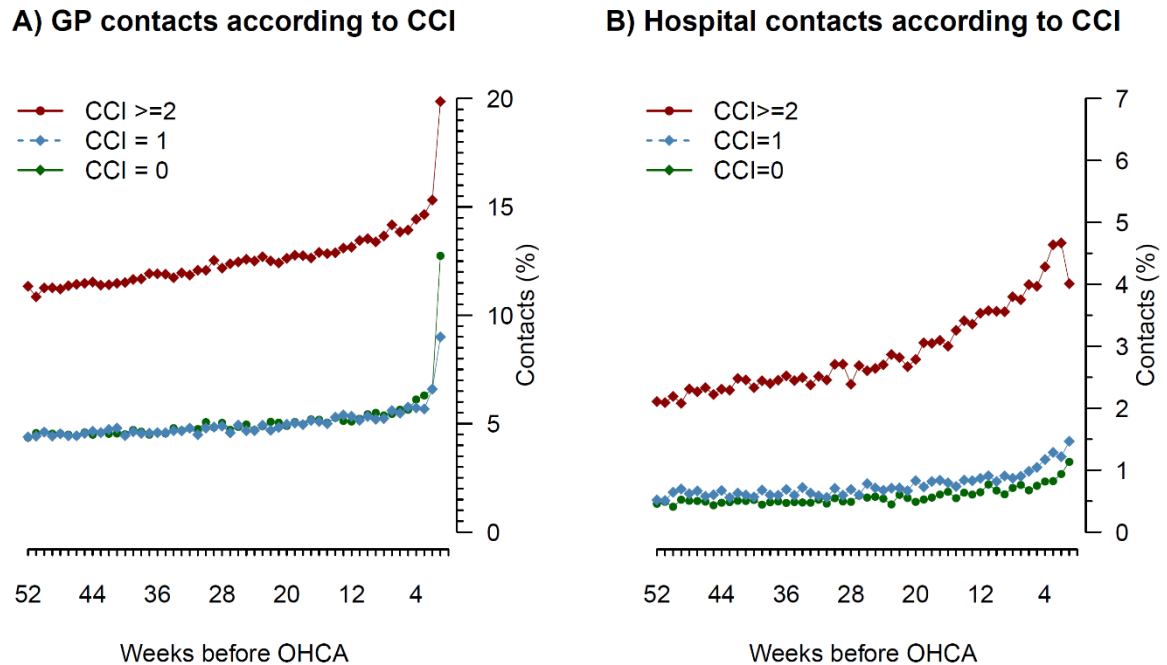 A) GP contacts according to CCI
CCI >=2
CCI = 1
CCI = 0
20
15
10
5
0
Contacts (%)
52 44 36 28 20 12 4
Weeks before OHCA
B) Hospital contacts according to CCI
CCI>=2
CCI=1
CCI=0
7
6
5
4
3
2
1
0
Contacts (%)
52 44 36 28 20 12 4
Weeks before OHCA